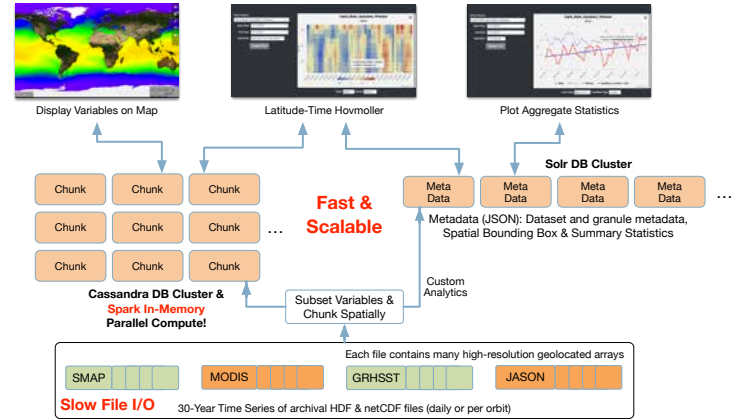 Display Variables on Map
Latitude-Time Hovmoller
Plot Aggregate Statistics
Solr DB Cluster
Chunk Chunk Chunk
Chunk Chunk Chunk
Chunk Chunk Chunk
...
Fast &
Scalable
Meta Data
Meta Data
Meta Data
Meta Data
...
Metadata (JSON): Dataset and granule metadata,
Spatial Bounding Box & Summary Statistics
Cassandra DB Cluster &
Spark In-Memory
Parallel Compute!
Subset Variables &
Chunk Spatially
Custom
Analytics
Each file contains many high-resolution geolocated arrays
SMAP
MODIS
GRHSST
JASON
Slow File I/O
30-Year Time Series of archival HDF & netCDF files (daily or per orbit)